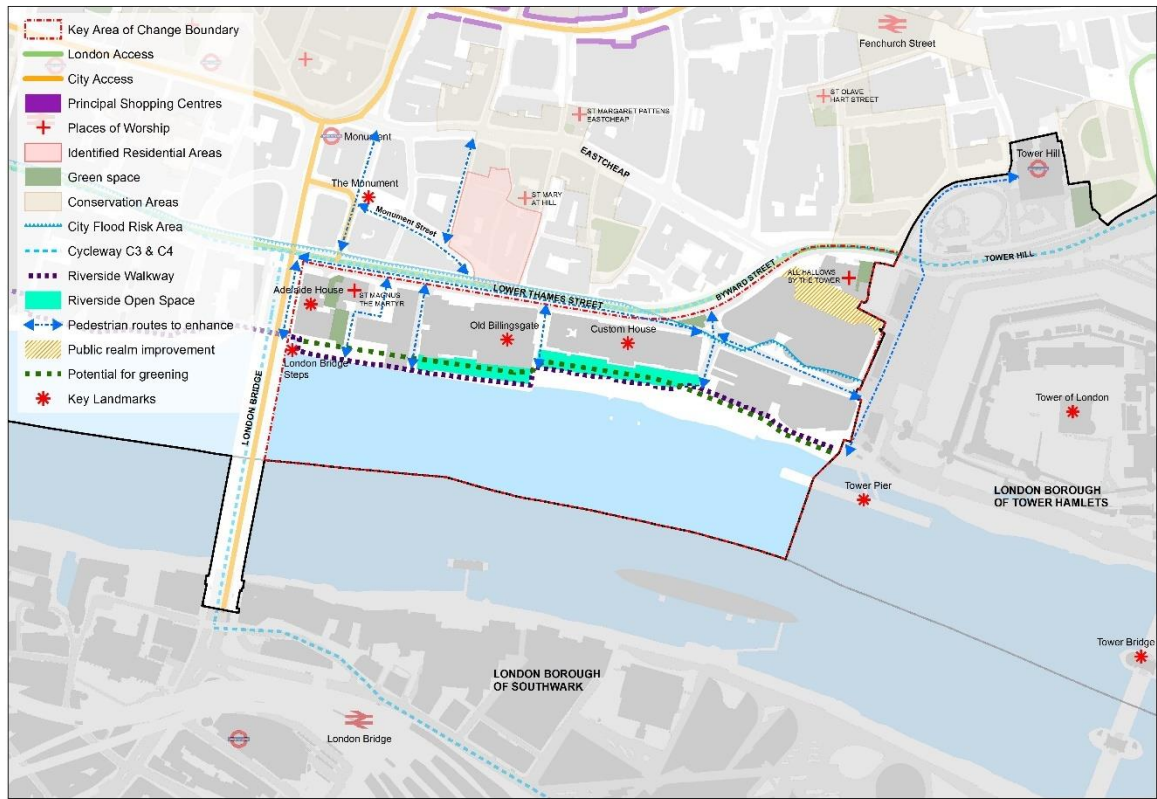 Key Area of Change Boundary
London Access
City Access
Principal Shopping Centres
Places of Worship
Identified Residential Areas
Green space
Conservation Areas
City Flood Risk Area
Cycleway C3 & C4
Riverside Walkway
Riverside Open Space
Pedestrian routes to enhance
Public realm improvement
Potential for greening
Key Landmarks
Fenchurch Street
ST OLAVE
HART STREET
ST MARGARET PATTENS
EASTCHEAP
Monument
EASTCHEAP
Tower Hill
The Monument
ST MARY
AT HILL
Monument Street
TOWER HILL
BYWARD STREET
ALL HALLOWS
BY THE TOWER
LOWER THAMES STREET
Adelaide House
ST MAGNUS
THE MARTYR
Old Billingsgate
Custom House
London Bridge
Steps
LONDON BRIDGE
Tower of London
Tower Pier
LONDON BOROUGH
OF TOWER HAMLETS
Tower Bridge
LONDON BOROUGH
OF SOUTHWARK
London Bridge